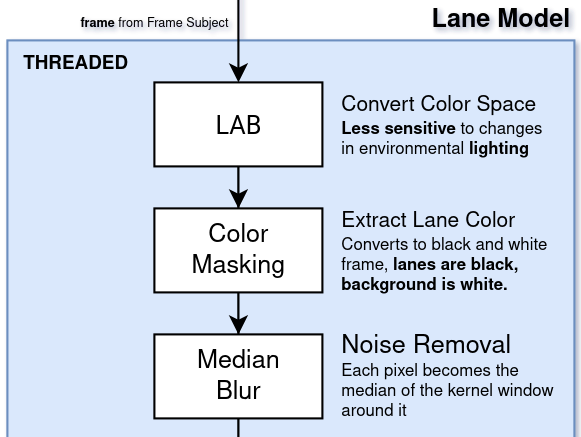 Lane Model
frame from Frame Subject
THREADED
LAB
Convert Color Space
Less sensitive to changes
in environmental lighting
Color
Masking
Extract Lane Color
Converts to black and white
frame, lanes are black,
background is white.
Median
Blur
Noise Removal
Each pixel becomes the
median of the kernel window
around it